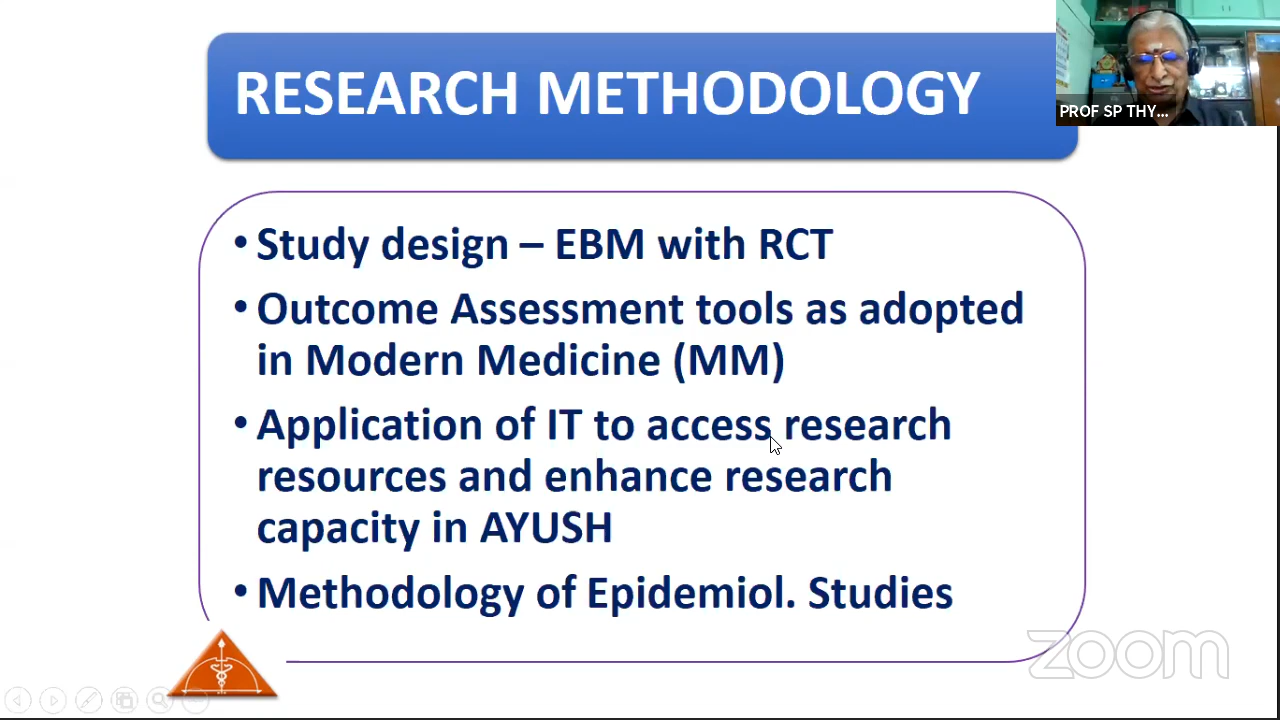 RESEARCH METHODOLOGY
PROF SP THY...
• Study design – EBM with RCT
• Outcome Assessment tools as adopted
in Modern Medicine (MM)
• Application of IT to access research
resources and enhance research
capacity in AYUSH
• Methodology of Epidemiol. Studies
zoom